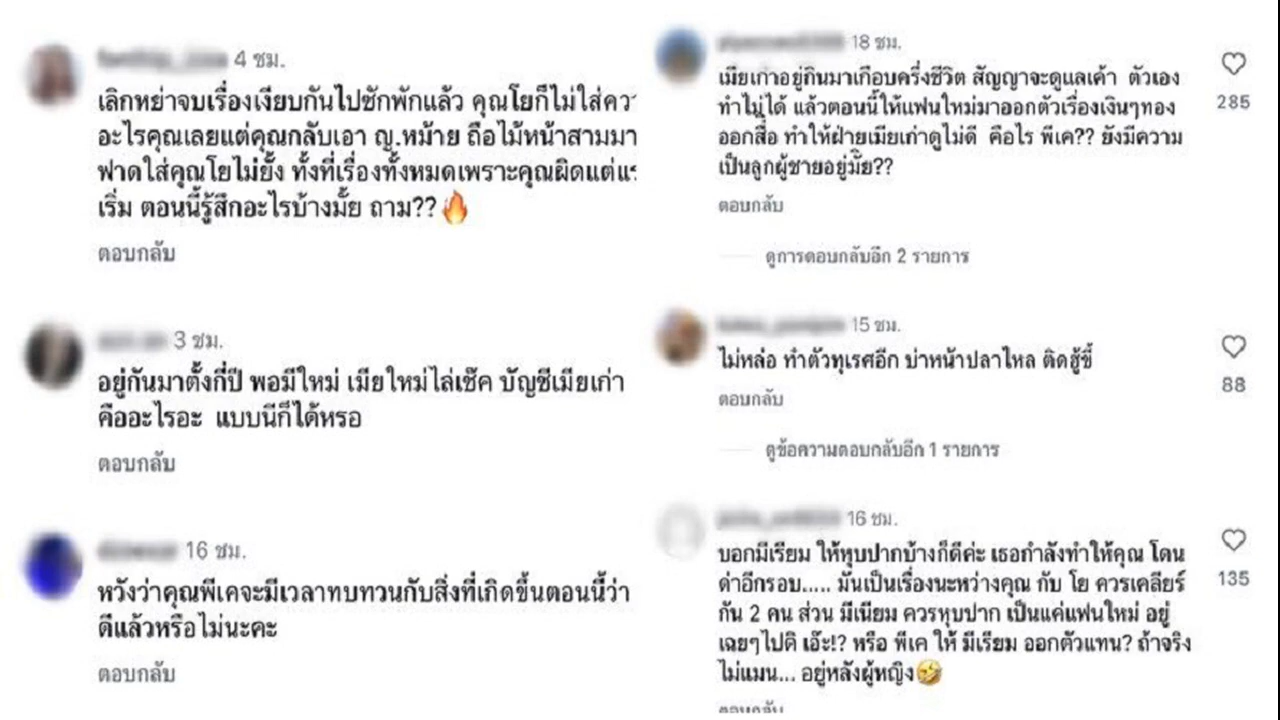 4 ชม.
เลิกหย่าจบเรื่องเงียบกันไปซักพักแล้ว คุณโยก็ไม่ใส่ควา
อะไรคุณเลยแต่คุณกลับเอา ญ.หม้าย ถือไม้หน้าสามมา
ฟาดใส่คุณโยไม่ยั้ง ทั้งที่เรื่องทั้งหมดเพราะคุณผิดแต่แร
เริ่ม ตอนนี้รู้สึกอะไรบ้างมั้ย ถาม??🔥
ตอบกลับ
3 ชม.
อยู่กันมาตั้งกี่ปี พอมีใหม่ เมียใหม่ไล่เช๊ค บัญชีเมียเก่า
คืออะไรอะ แบบนี้ก็ได้หรอ
ตอบกลับ
16 ชม.
หวังว่าคุณพีเคจะมีเวลาทบทวนกับสิ่งที่เกิดขึ้นตอนนี้ว่า
ดีแล้วหรือไม่นะคะ
ตอบกลับ
18 ชม.
เมียเก่าอยู่กินมาเกือบครึ่งชีวิต สัญญาจะดูแลเค้า ตัวเอง
ทำไม่ได้ แล้วตอนนี้ให้แฟนใหม่มาออกตัวเรื่องเงินๆทอง
ออกสื่อ ทำให้ฝ่ายเมียเก่าดูไม่ดี คือไร พีเค?? ยังมีความ
เป็นลูกผู้ชายอยู่มั๊ย??
285
ตอบกลับ
ดูการตอบกลับอีก 2 รายการ
15 ชม.
ไม่หล่อ ทำตัวทุเรศอีก บ่าหน้าปลาไหล ติดฮู้ขี้
88
ตอบกลับ
ดูข้อความตอบกลับอีก 1 รายการ
16 ชม.
บอกมีเรียม ให้หุบปากบ้างก็ดีค่ะ เธอกำลังทำให้คุณ โดน
ด่าอีกรอบ..... มันเป็นเรื่องนะหว่างคุณ กับ โย ควรเคลียร์
กัน 2 คน ส่วน มีเนียม ควรหุบปาก เป็นแค่แฟนใหม่ อยู่
เฉยๆไปดิ เอ๊ะ!? หรือ พีเค ให้ มีเรียม ออกตัวแทน? ถ้าจริง
ไม่แมน... อยู่หลังผู้หญิง🤣
135
ตอบกลับ